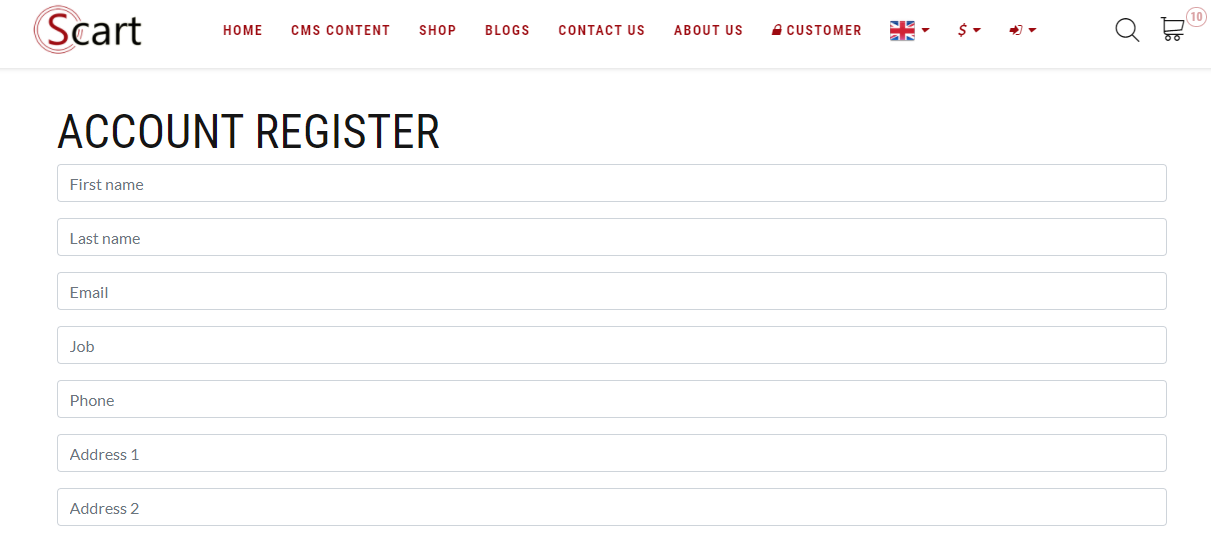 Scart HOME CMS CONTENT SHOP BLOGS CONTACT US ABOUT US CUSTOMER $ 10
ACCOUNT REGISTER
First name
Last name
Email
Job
Phone
Address 1
Address 2